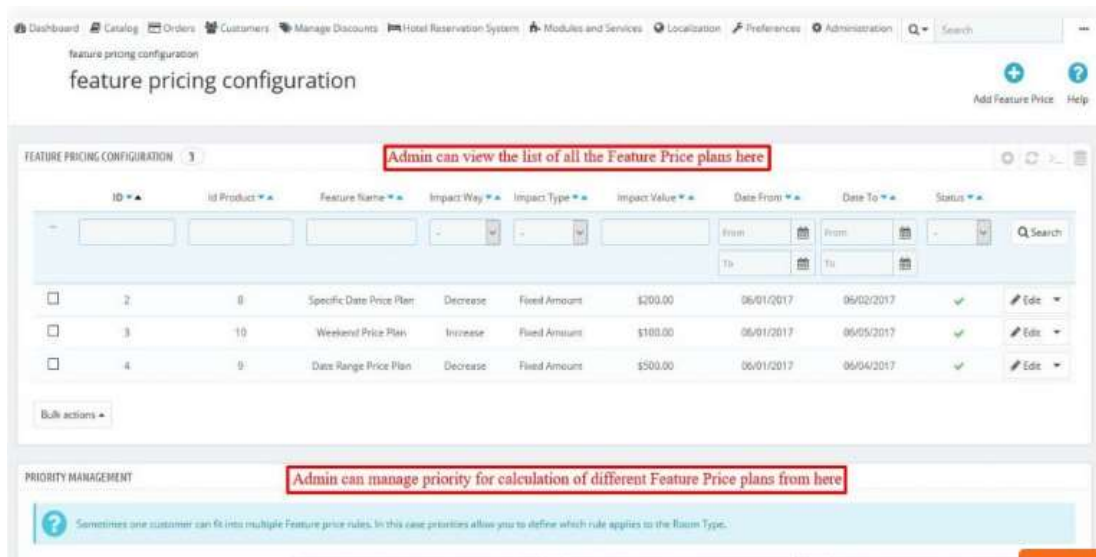 Dashboard Catalog Orders Customers Manage Discounts Hotel Reservation System Modules and Services Localization Preferences Administration Search
feature pricing configuration
feature pricing configuration
Add Feature Price Help
FEATURE PRICING CONFIGURATION 3
Admin can view the list of all the Feature Price plans here
ID Id Product Feature Name Impact Way Impact Type Impact Value Date From Date To Status
-- - - From From - Search
To To
2 8 Specific Date Price Plan Decrease Fixed Amount $200.00 06/01/2017 06/02/2017 Edit
3 10 Weekend Price Plan Increase Fixed Amount $100.00 06/01/2017 06/05/2017 Edit
4 9 Date Range Price Plan Decrease Fixed Amount $500.00 06/01/2017 06/04/2017 Edit
Bulk actions
PRIORITY MANAGEMENT
Admin can manage priority for calculation of different Feature Price plans from here
Sometimes one customer can fit into multiple Feature price rules. In this case priorities allow you to define which rule applies to the Room Type.